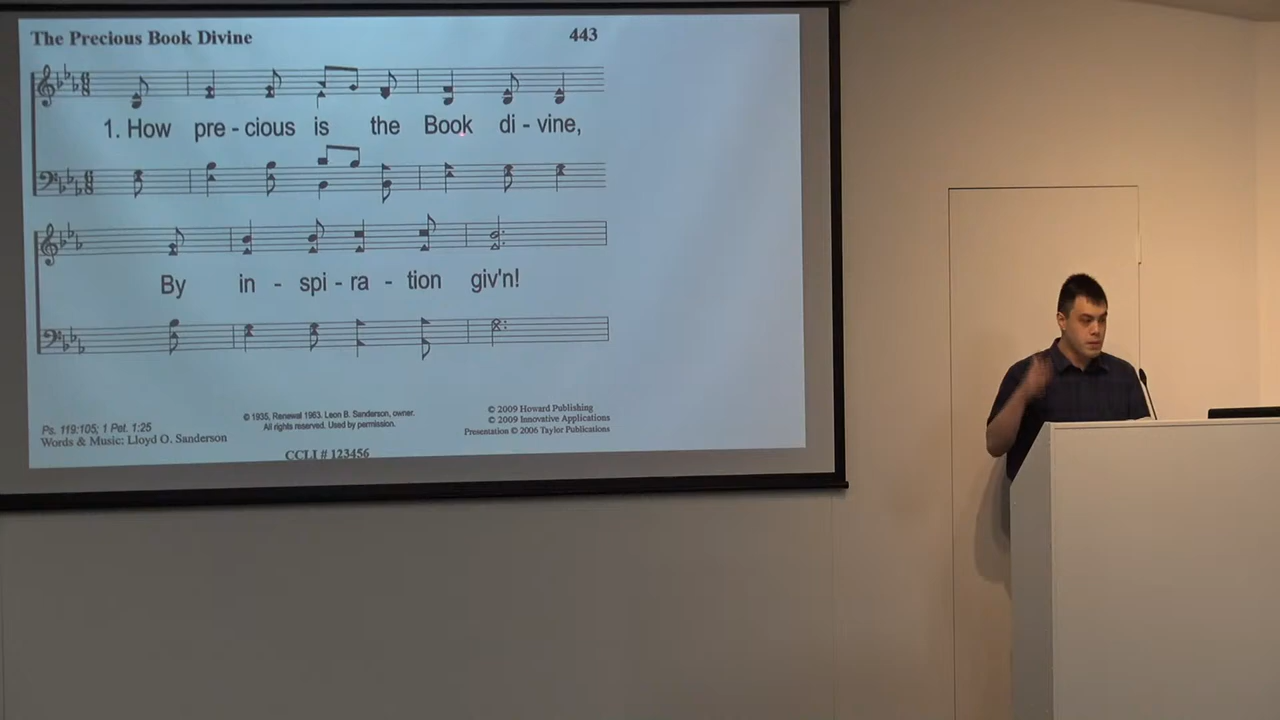 The Precious Book Divine 443
1. How pre - cious is the Book di - vine,
By in - spi - ra - tion giv'n!
Ps. 119:105; 1 Pet. 1:25
Words & Music: Lloyd O. Sanderson
© 1935, Renewal 1963. Leon B. Sanderson, owner.
All rights reserved. Used by permission.
CCLI # 123456
© 2009 Howard Publishing
© 2009 Innovative Applications
Presentation © 2006 Taylor Publications